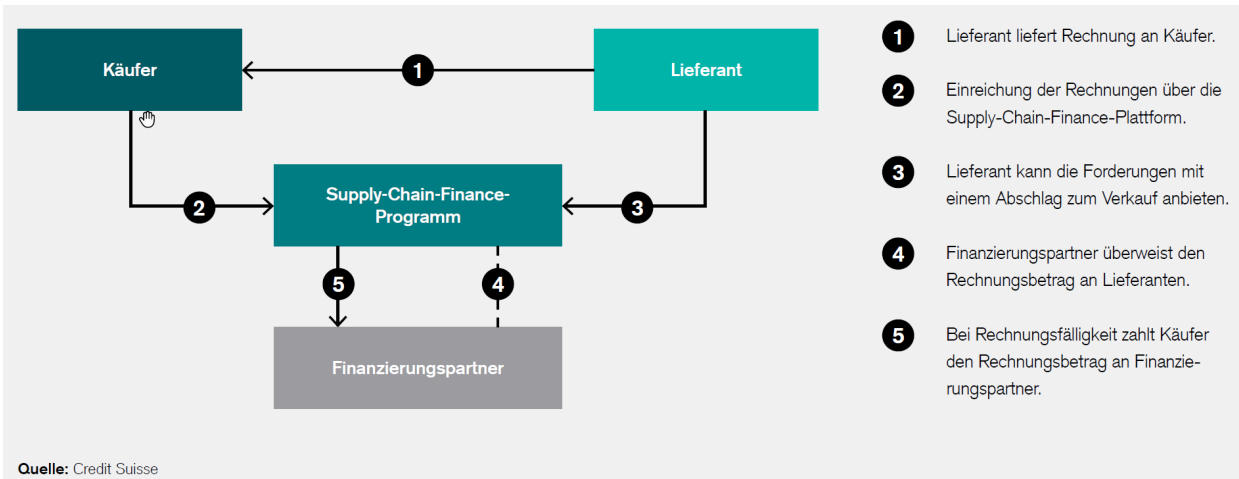 Käufer
1
Lieferant
2
Supply-Chain-Finance-
Programm
3
5
4
Finanzierungspartner
1 Lieferant liefert Rechnung an Käufer.
2 Einreichung der Rechnungen über die
Supply-Chain-Finance-Plattform.
3 Lieferant kann die Forderungen mit
einem Abschlag zum Verkauf anbieten.
4 Finanzierungspartner überweist den
Rechnungsbetrag an Lieferanten.
5 Bei Rechnungsfälligkeit zahlt Käufer
den Rechnungsbetrag an Finanzie-
rungspartner.
Quelle: Credit Suisse